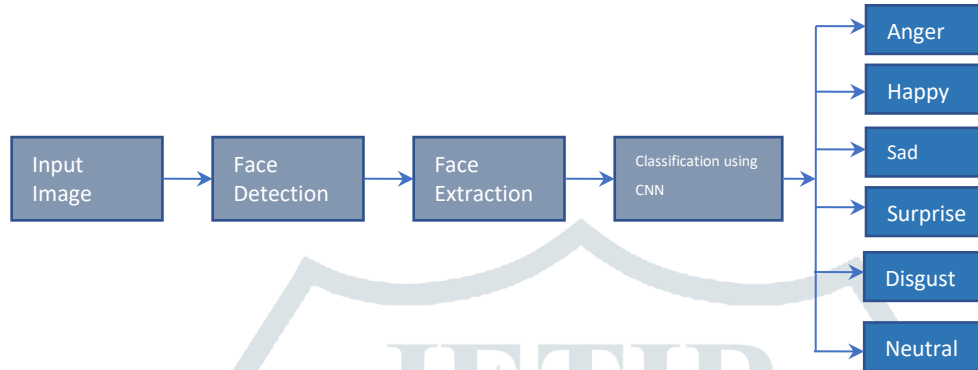 Input
Image
Face
Detection
Face
Extraction
Classification using
CNN
Anger
Happy
Sad
Surprise
Disgust
Neutral